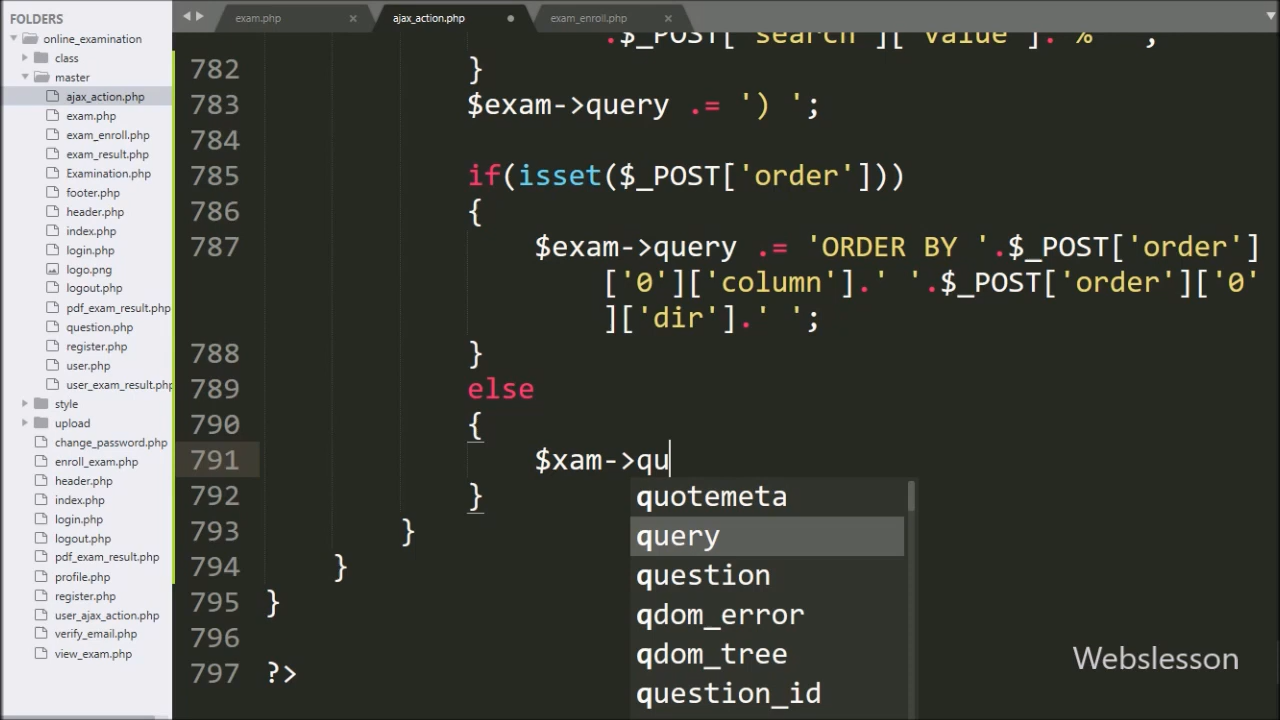 FOLDERS
online_examination
class
master
ajax_action.php
exam.php
exam_enroll.php
exam_result.php
Examination.php
footer.php
header.php
index.php
login.php
logo.png
logout.php
pdf_exam_result.php
question.php
register.php
user.php
user_exam_result.php
style
upload
change_password.php
enroll_exam.php
header.php
index.php
login.php
logout.php
pdf_exam_result.php
profile.php
register.php
user_ajax_action.php
verify_email.php
view_exam.php
exam.php
ajax_action.php
exam_enroll.php
.$_POST["search"]["value"].'%" ';
782 }
783 $exam->query .= ') ';
784
785 if(isset($_POST['order']))
786 {
787 $exam->query .= 'ORDER BY '.$_POST['order']
['0']['column'].' '.$_POST['order']['0'
]['dir'].' ';
788 }
789 else
790 {
791 $xam->qu
792 }
793 }
794 }
795 }
796
797 ?>
quotemeta
query
question
qdom_error
qdom_tree
question_id
Webslesson